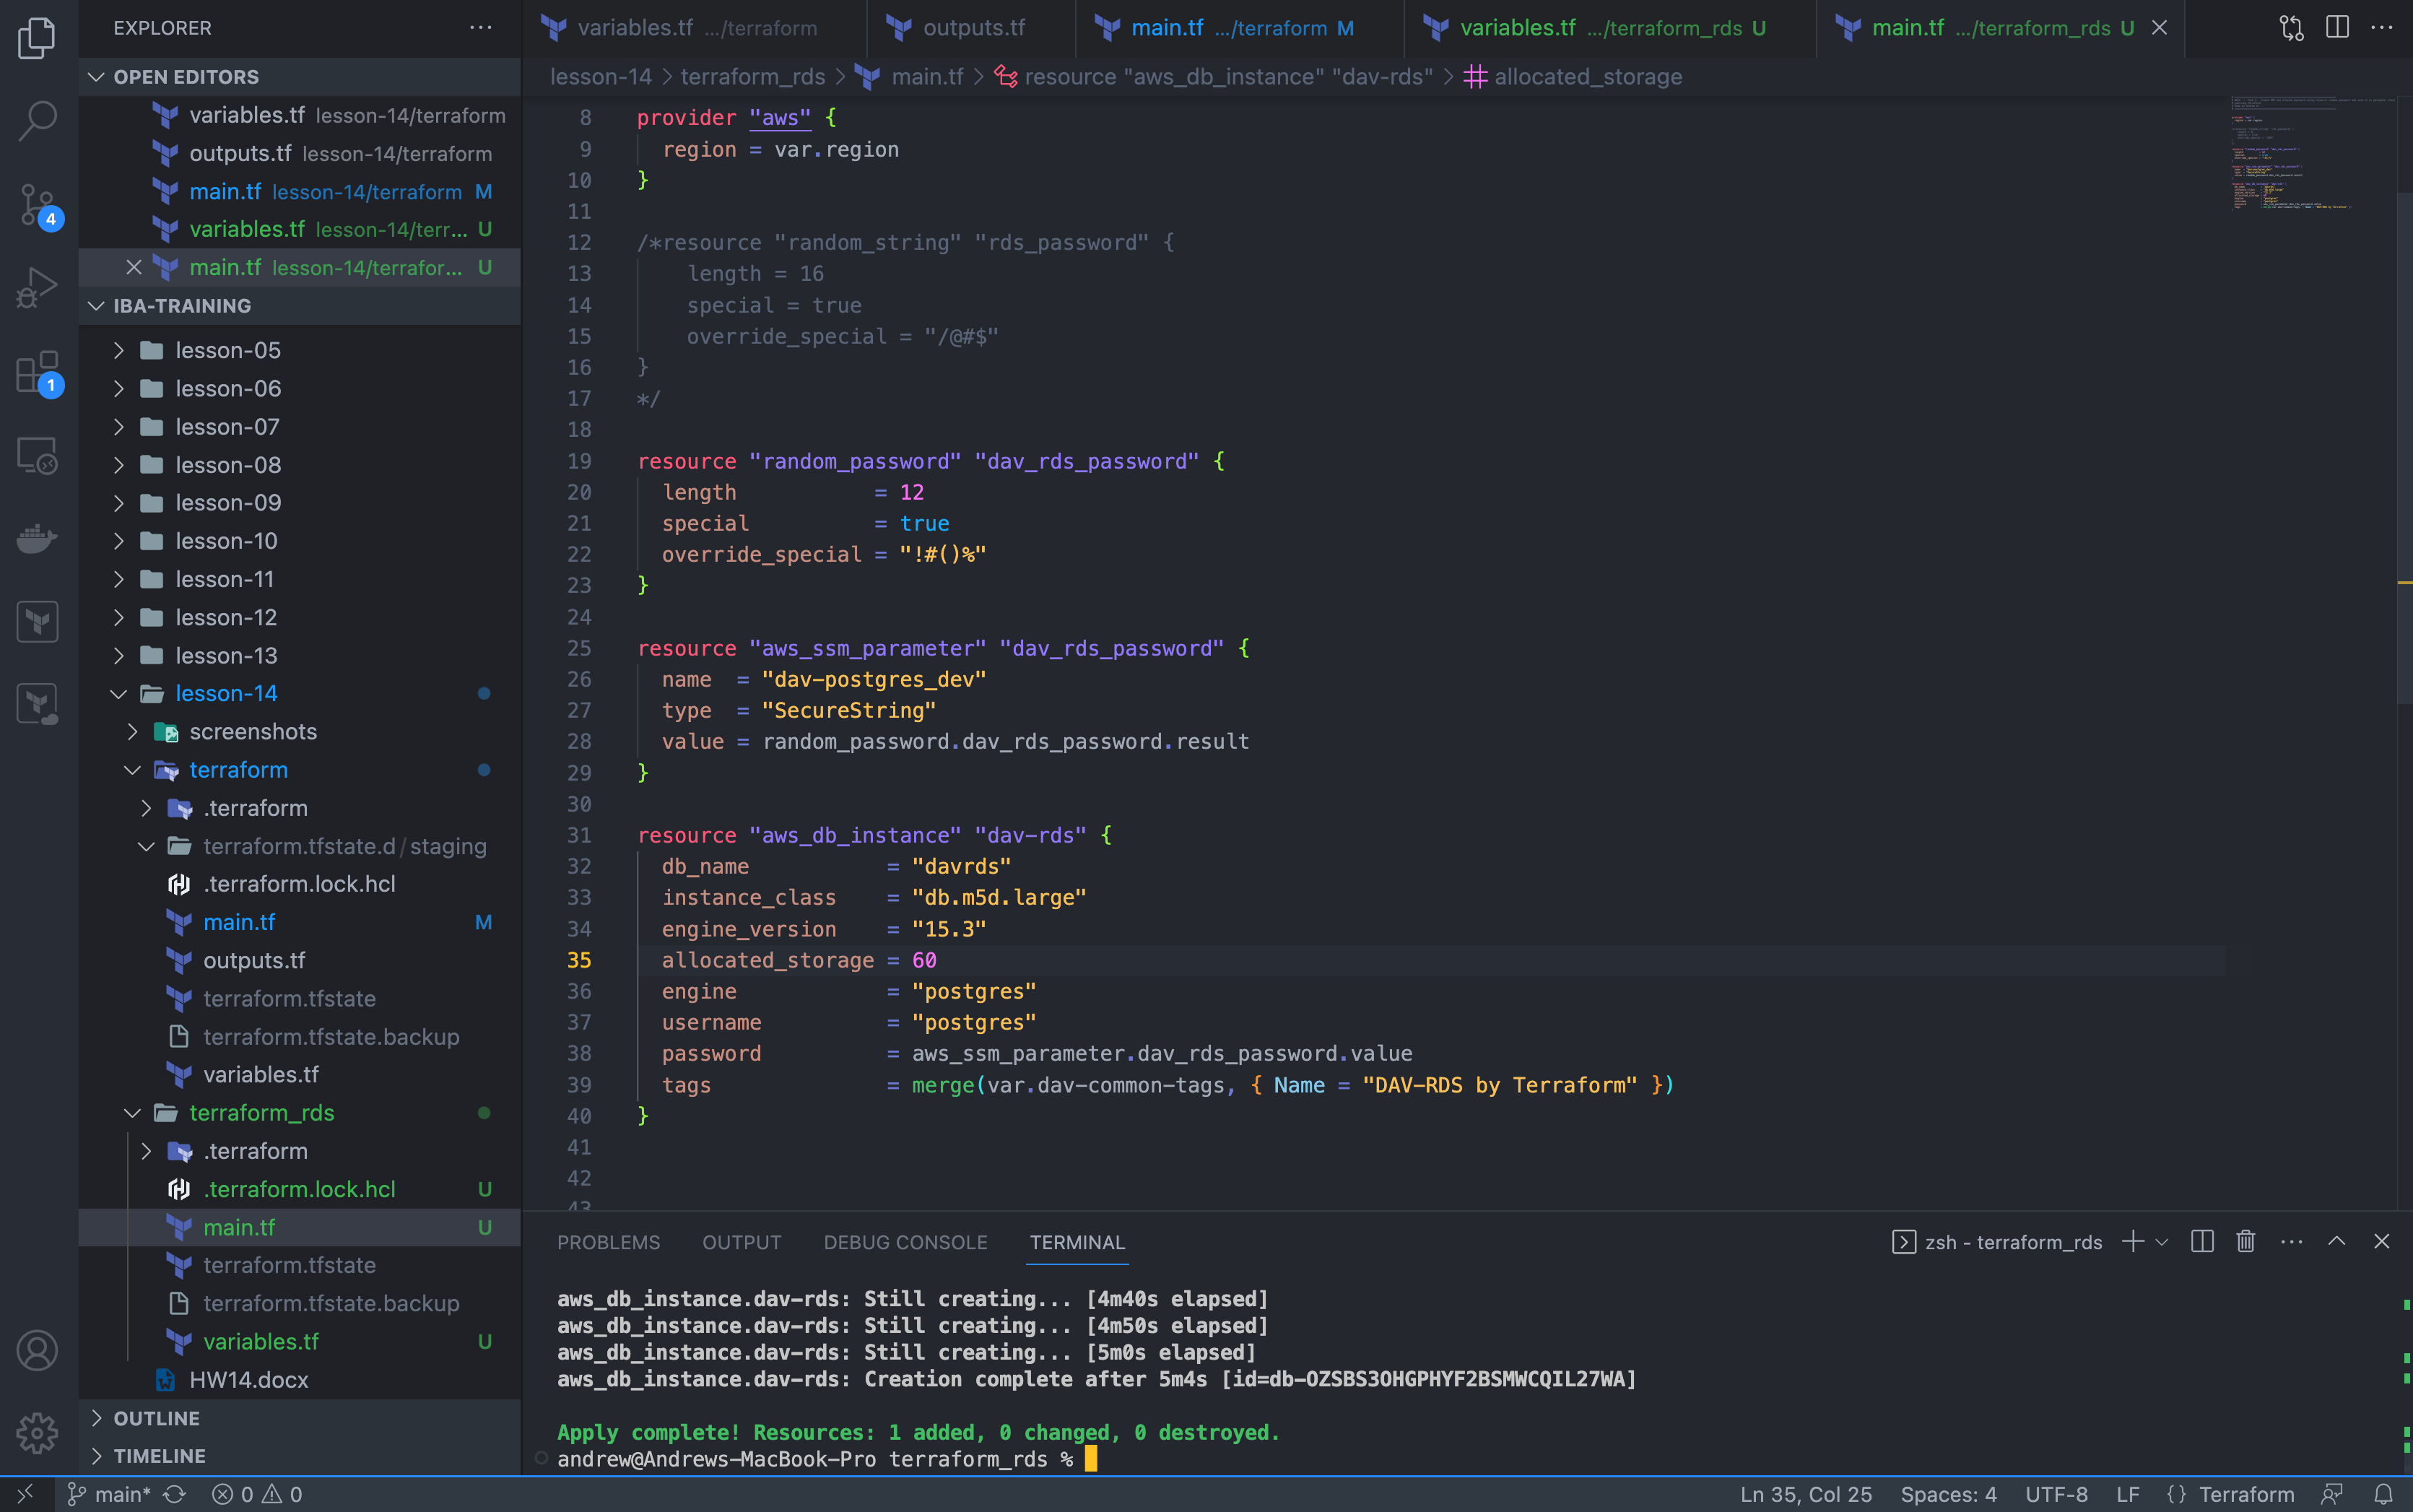 EXPLORER
OPEN EDITORS
variables.tf lesson-14/terraform
outputs.tf lesson-14/terraform
main.tf lesson-14/terraform M
variables.tf lesson-14/terr... U
main.tf lesson-14/terrafor... U
IBA-TRAINING
lesson-05
lesson-06
lesson-07
lesson-08
lesson-09
lesson-10
lesson-11
lesson-12
lesson-13
lesson-14
screenshots
terraform
.terraform
terraform.tfstate.d/staging
.terraform.lock.hcl
main.tf M
outputs.tf
terraform.tfstate
terraform.tfstate.backup
variables.tf
terraform_rds
.terraform
.terraform.lock.hcl U
main.tf U
terraform.tfstate
terraform.tfstate.backup
variables.tf U
HW14.docx
OUTLINE
TIMELINE
4
1
variables.tf .../terraform outputs.tf main.tf .../terraform M variables.tf .../terraform_rds U main.tf .../terraform_rds U
lesson-14 > terraform_rds > main.tf > resource "aws_db_instance" "dav-rds" > allocated_storage
8 provider "aws" {
9 region = var.region
10 }
11
12 /*resource "random_string" "rds_password" {
13 length = 16
14 special = true
15 override_special = "/@#$"
16 }
17 */
18
19 resource "random_password" "dav_rds_password" {
20 length = 12
21 special = true
22 override_special = "!#()%"
23 }
24
25 resource "aws_ssm_parameter" "dav_rds_password" {
26 name = "dav-postgres_dev"
27 type = "SecureString"
28 value = random_password.dav_rds_password.result
29 }
30
31 resource "aws_db_instance" "dav-rds" {
32 db_name = "davrds"
33 instance_class = "db.m5d.large"
34 engine_version = "15.3"
35 allocated_storage = 60
36 engine = "postgres"
37 username = "postgres"
38 password = aws_ssm_parameter.dav_rds_password.value
39 tags = merge(var.dav-common-tags, { Name = "DAV-RDS by Terraform" })
40 }
41
42
43
PROBLEMS OUTPUT DEBUG CONSOLE TERMINAL zsh - terraform_rds
aws_db_instance.dav-rds: Still creating... [4m40s elapsed]
aws_db_instance.dav-rds: Still creating... [4m50s elapsed]
aws_db_instance.dav-rds: Still creating... [5m0s elapsed]
aws_db_instance.dav-rds: Creation complete after 5m4s [id=db-OZSBS3OHGPHYF2BSMWCQIL27WA]
Apply complete! Resources: 1 added, 0 changed, 0 destroyed.
andrew@Andrews-MacBook-Pro terraform_rds %
main* 0 0 Ln 35, Col 25 Spaces: 4 UTF-8 LF {} Terraform